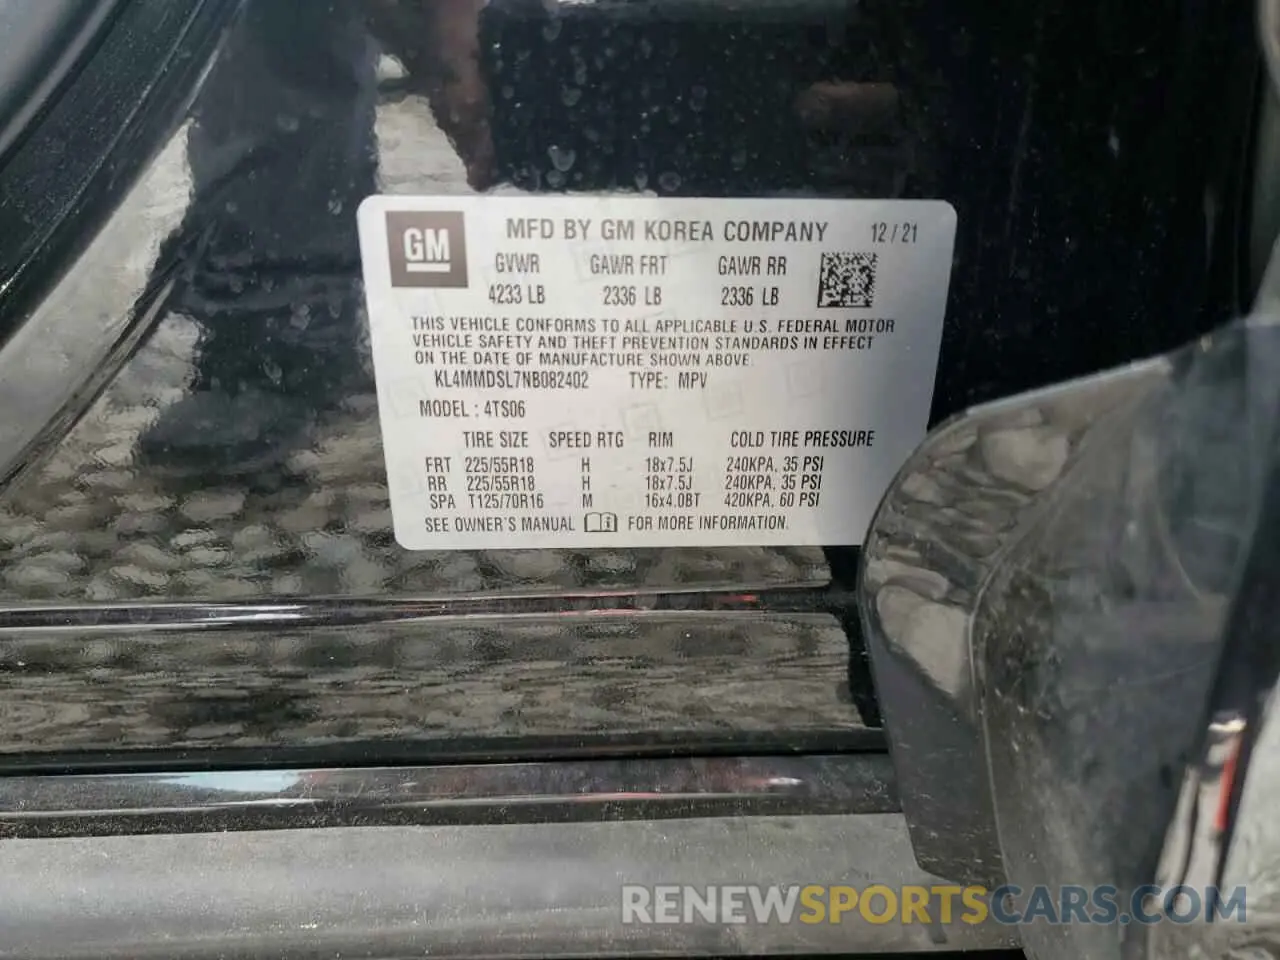 GM
MFD BY GM KOREA COMPANY 12/21
GVWR GAWR FRT GAWR RR
4233 LB 2336 LB 2336 LB
THIS VEHICLE CONFORMS TO ALL APPLICABLE U.S. FEDERAL MOTOR
VEHICLE SAFETY AND THEFT PREVENTION STANDARDS IN EFFECT
ON THE DATE OF MANUFACTURE SHOWN ABOVE.
KL4MMDSL7NB082402 TYPE: MPV
MODEL : 4TS06
TIRE SIZE SPEED RTG RIM COLD TIRE PRESSURE
FRT 225/55R18 H 18x7.5J 240KPA, 35 PSI
RR 225/55R18 H 18x7.5J 240KPA, 35 PSI
SPA T125/70R16 M 16x4.0BT 420KPA, 60 PSI
SEE OWNER'S MANUAL i FOR MORE INFORMATION.
RENEWSPORTSCARS.COM